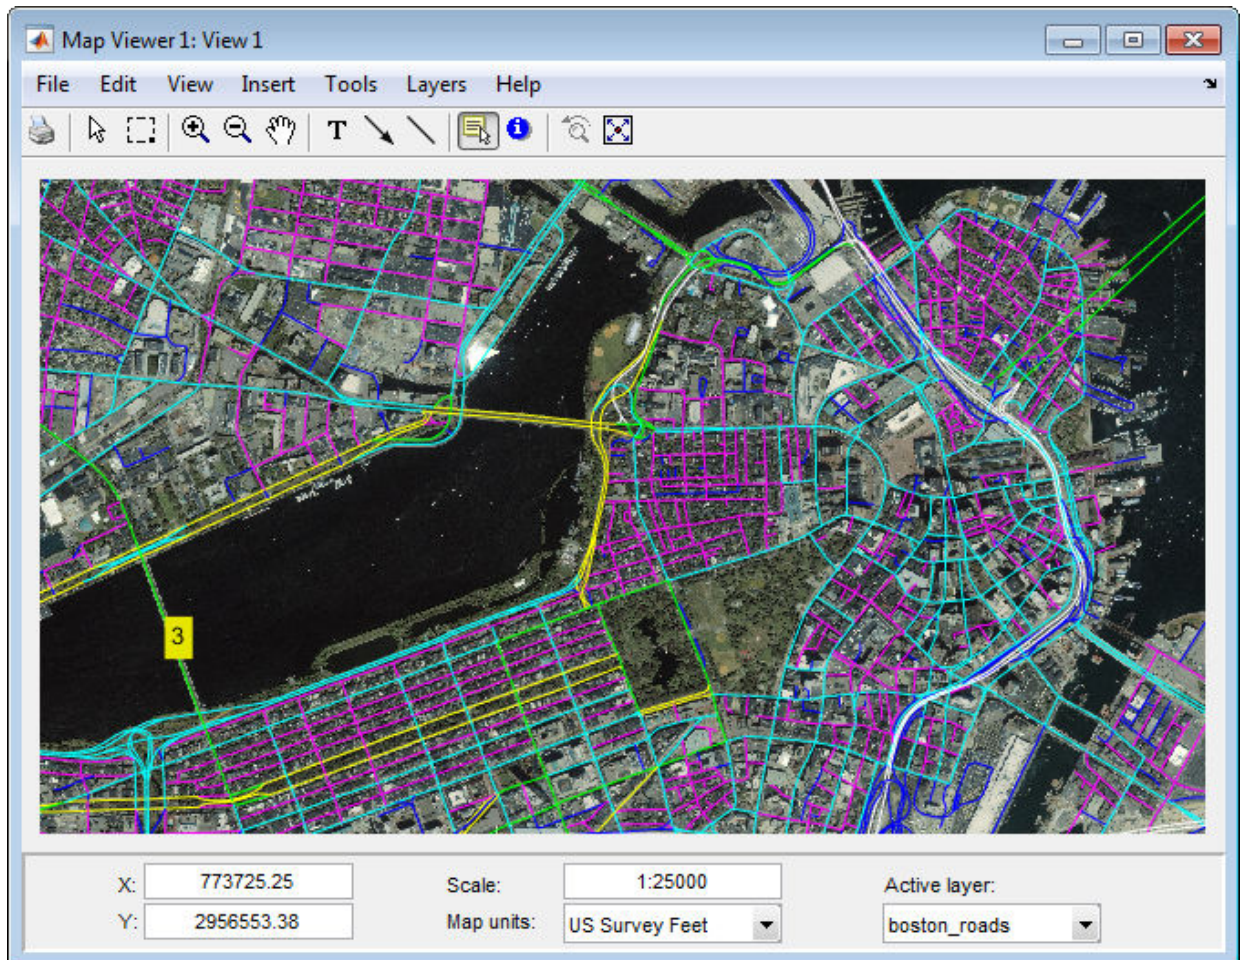 Map Viewer 1: View 1
File Edit View Insert Tools Layers Help
T
3
X: 773725.25 Scale: 1:25000 Active layer:
Y: 2956553.38 Map units: US Survey Feet boston_roads